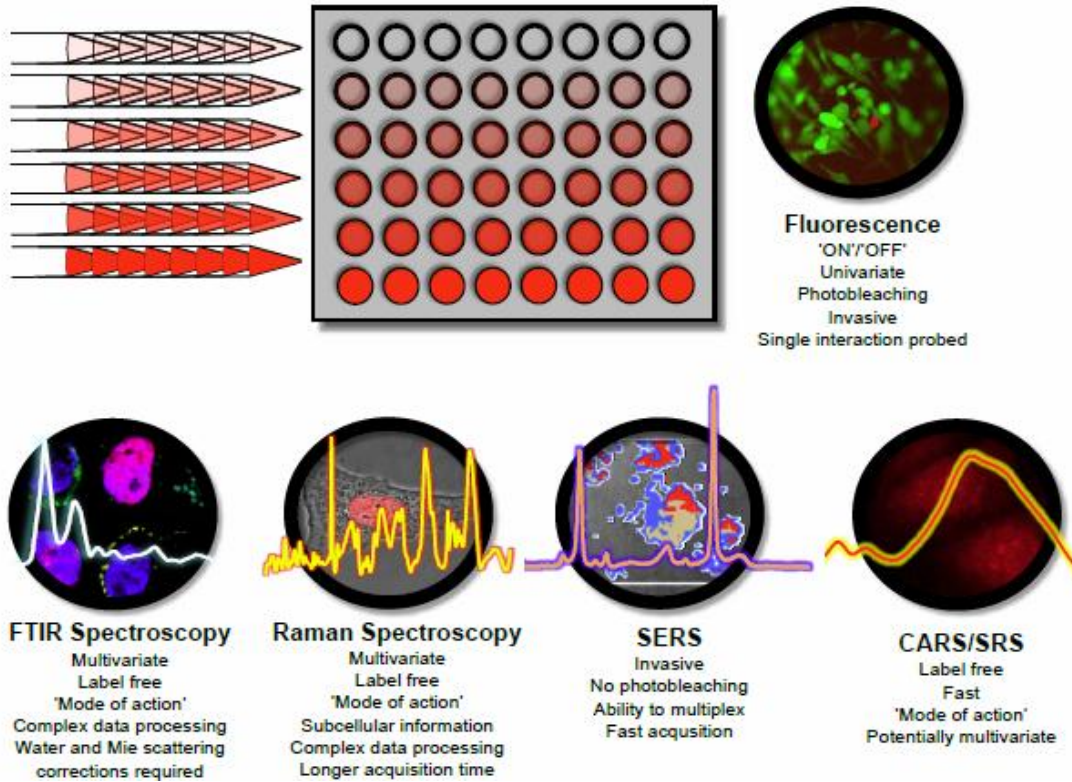 Fluorescence
'ON'/'OFF'
Univariate
Photobleaching
Invasive
Single interaction probed
FTIR Spectroscopy
Multivariate
Label free
'Mode of action'
Complex data processing
Water and Mie scattering
corrections required
Raman Spectroscopy
Multivariate
Label free
'Mode of action'
Subcellular information
Complex data processing
Longer acquisition time
SERS
Invasive
No photobleaching
Ability to multiplex
Fast acqusition
CARS/SRS
Label free
Fast
'Mode of action'
Potentially multivariate